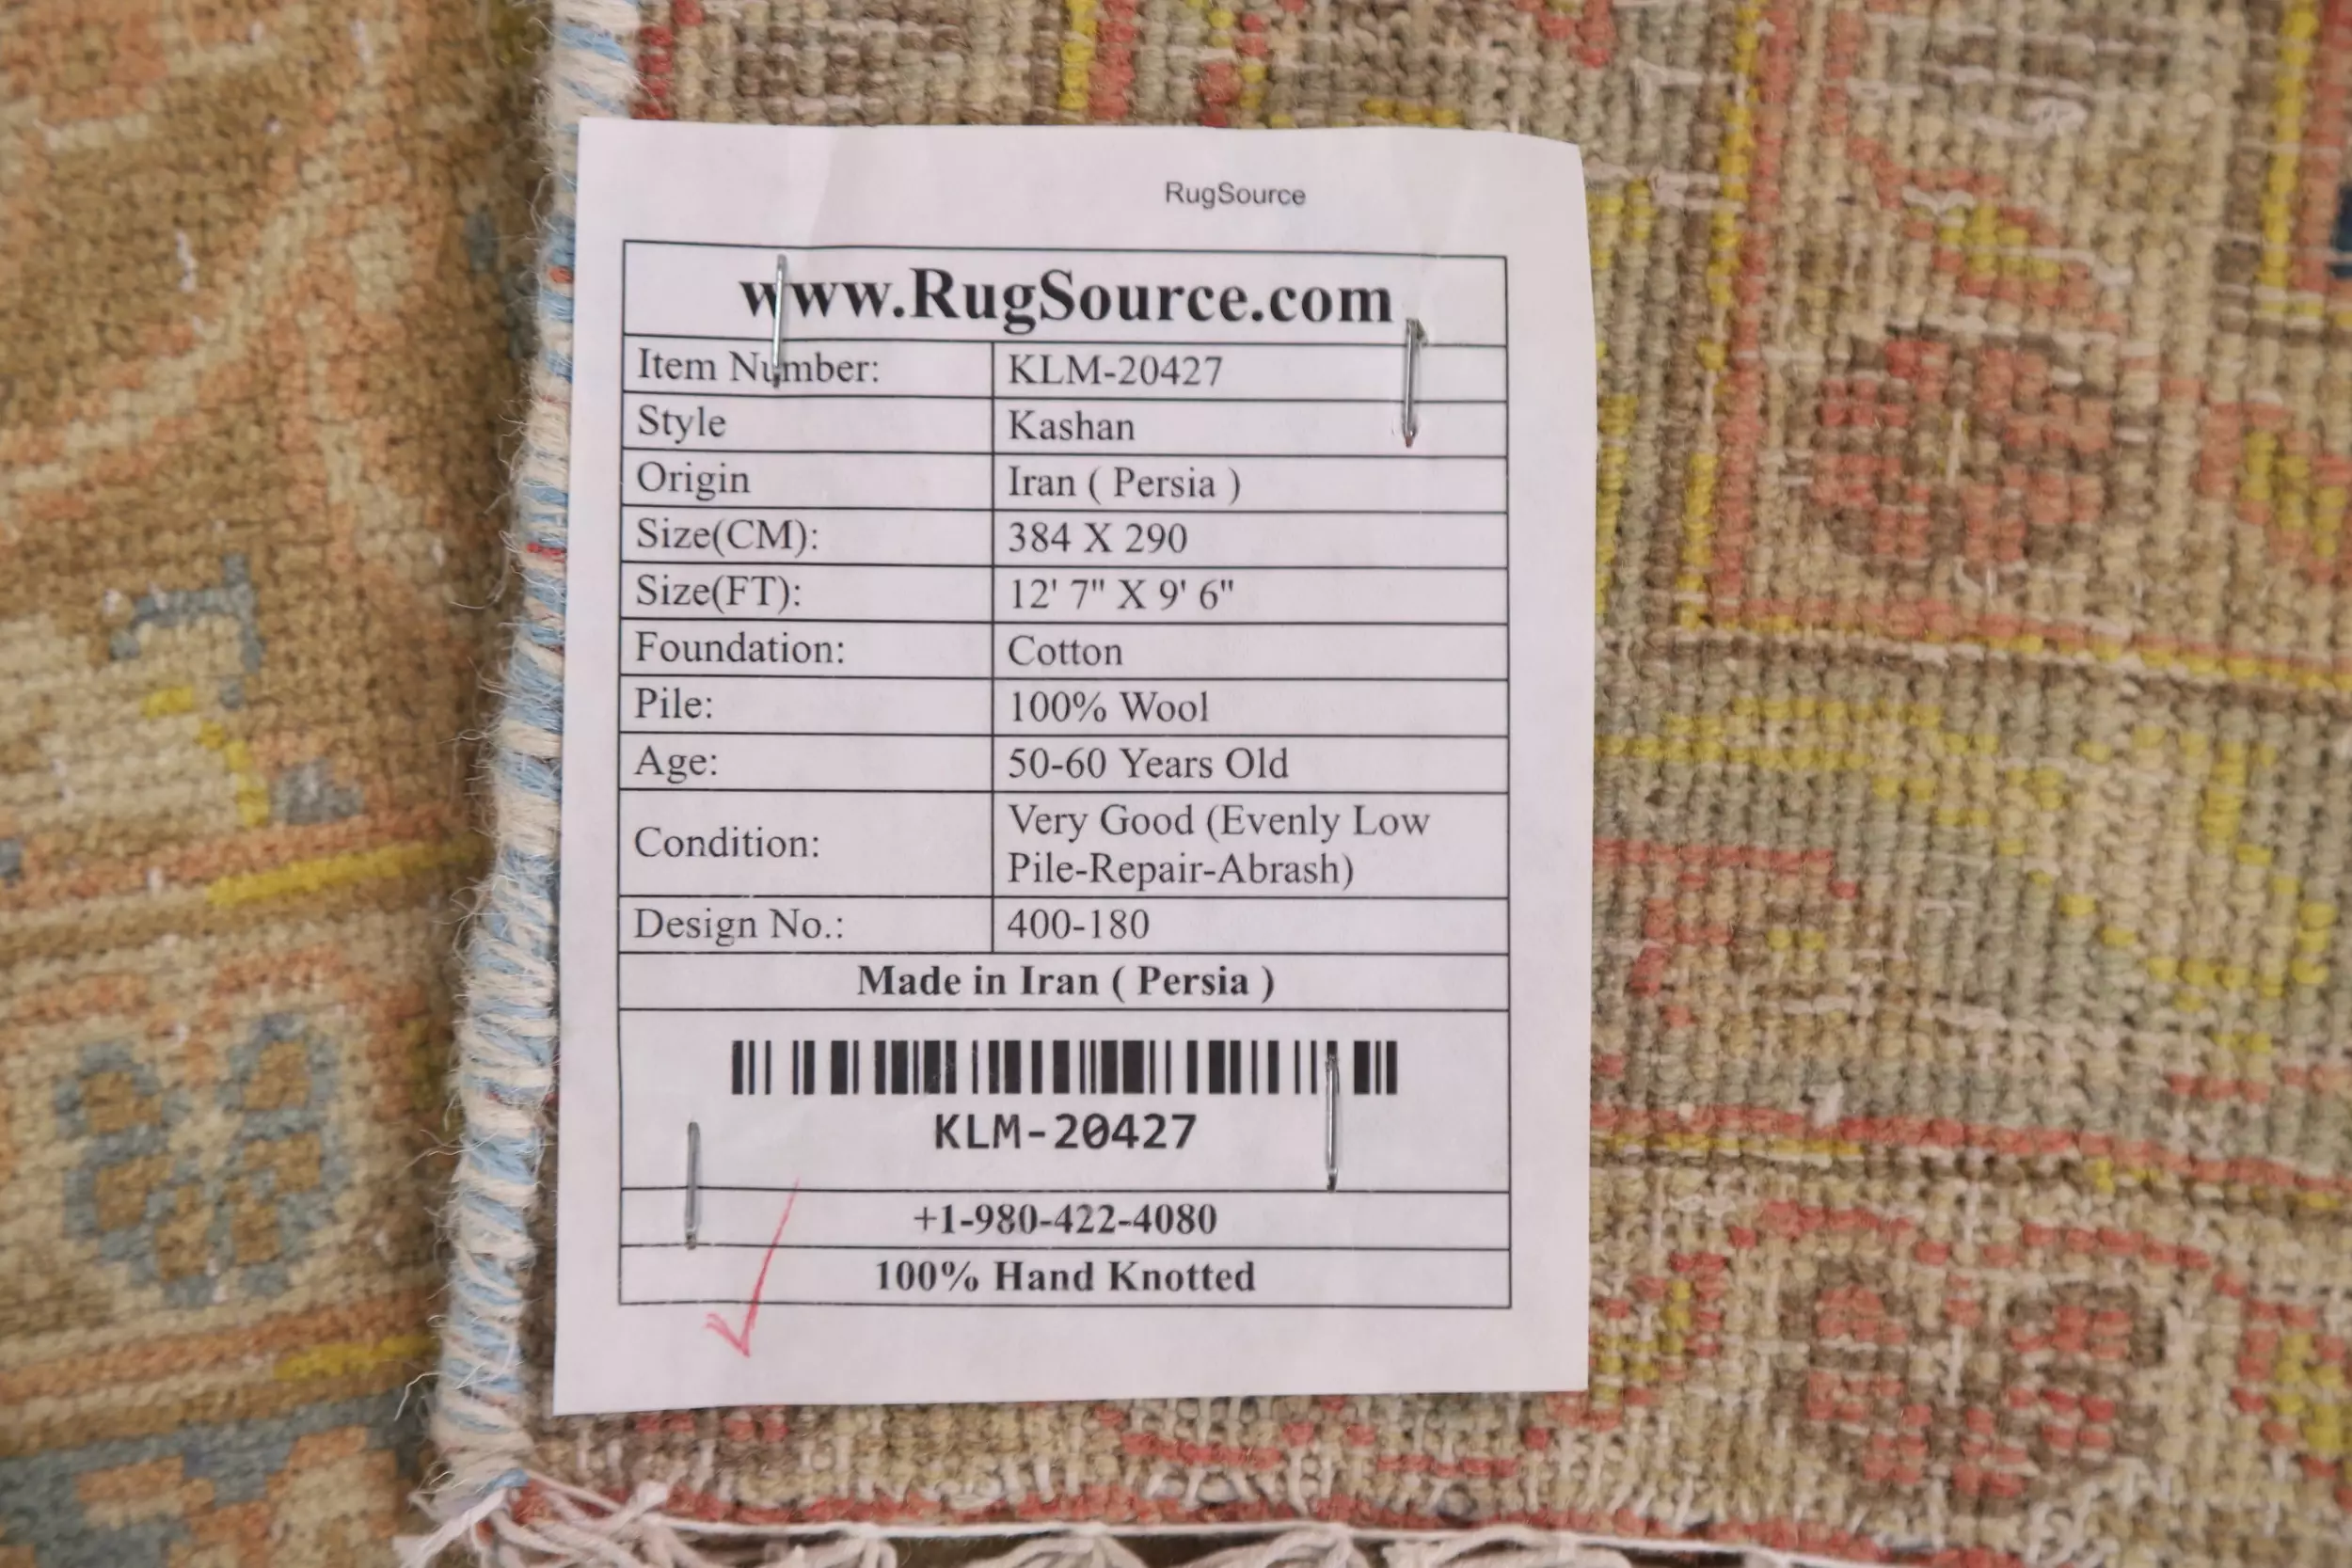 RugSource
www.RugSource.com
Item Number: KLM-20427
Style Kashan
Origin Iran ( Persia )
Size(CM): 384 X 290
Size(FT): 12' 7" X 9' 6"
Foundation: Cotton
Pile: 100% Wool
Age: 50-60 Years Old
Condition: Very Good (Evenly Low
Pile-Repair-Abrash)
Design No.: 400-180
Made in Iran ( Persia )
KLM-20427
+1-980-422-4080
100% Hand Knotted